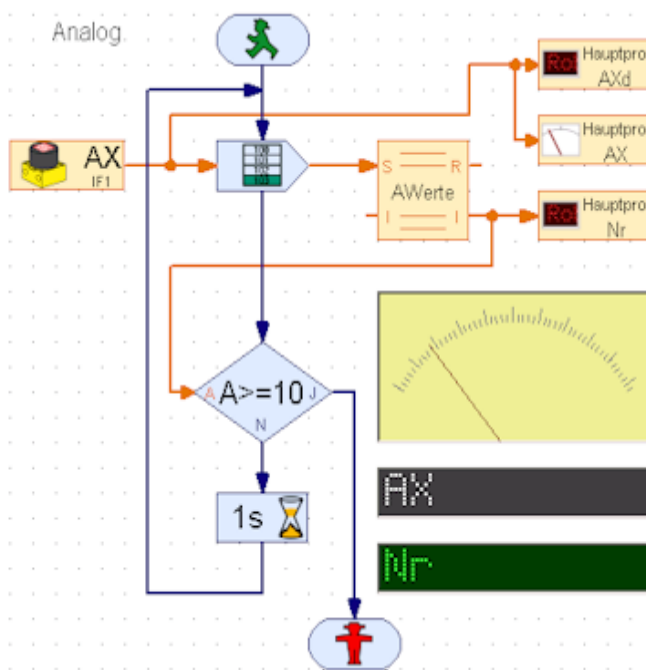 Analog
Hauptpro
AXd
AX
IF1
Hauptpro
AX
S R
AWerte
I I
Hauptpro
Nr
A A>=10 J
N
1s
AX
Nr